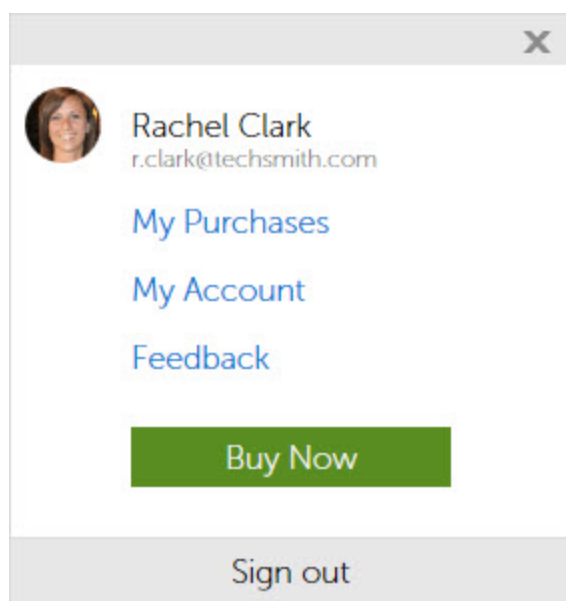 x
Rachel Clark
r.clark@techsmith.com
My Purchases
My Account
Feedback
Buy Now
Sign out